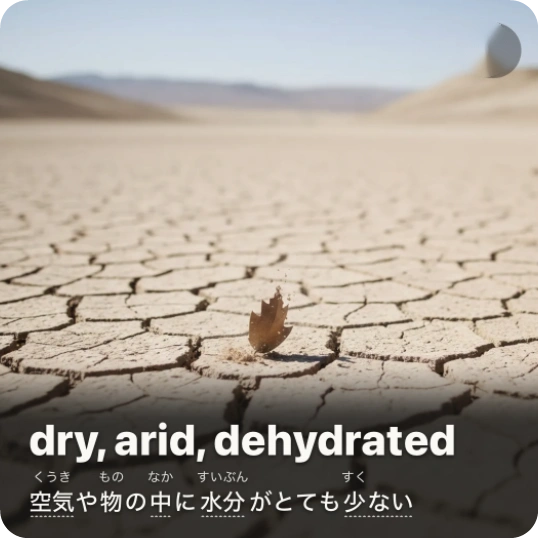 dry, arid, dehydrated
くうき もの なか すいぶん すく
空気や物の中に水分がとても少ない